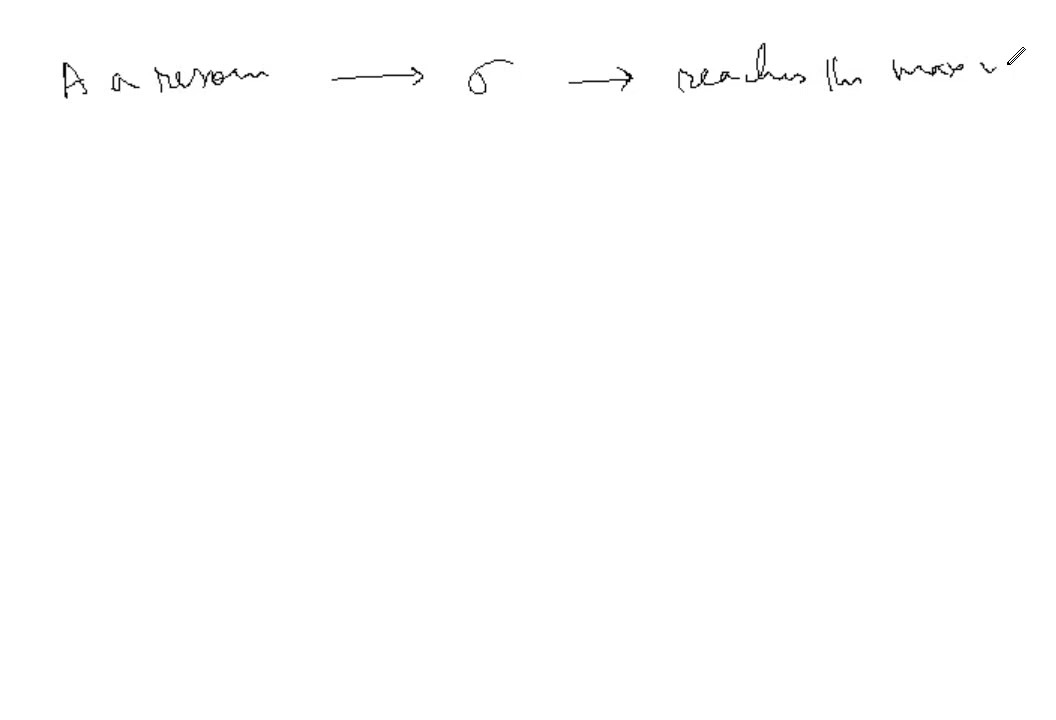 At a resonance → σ → reaches the max v